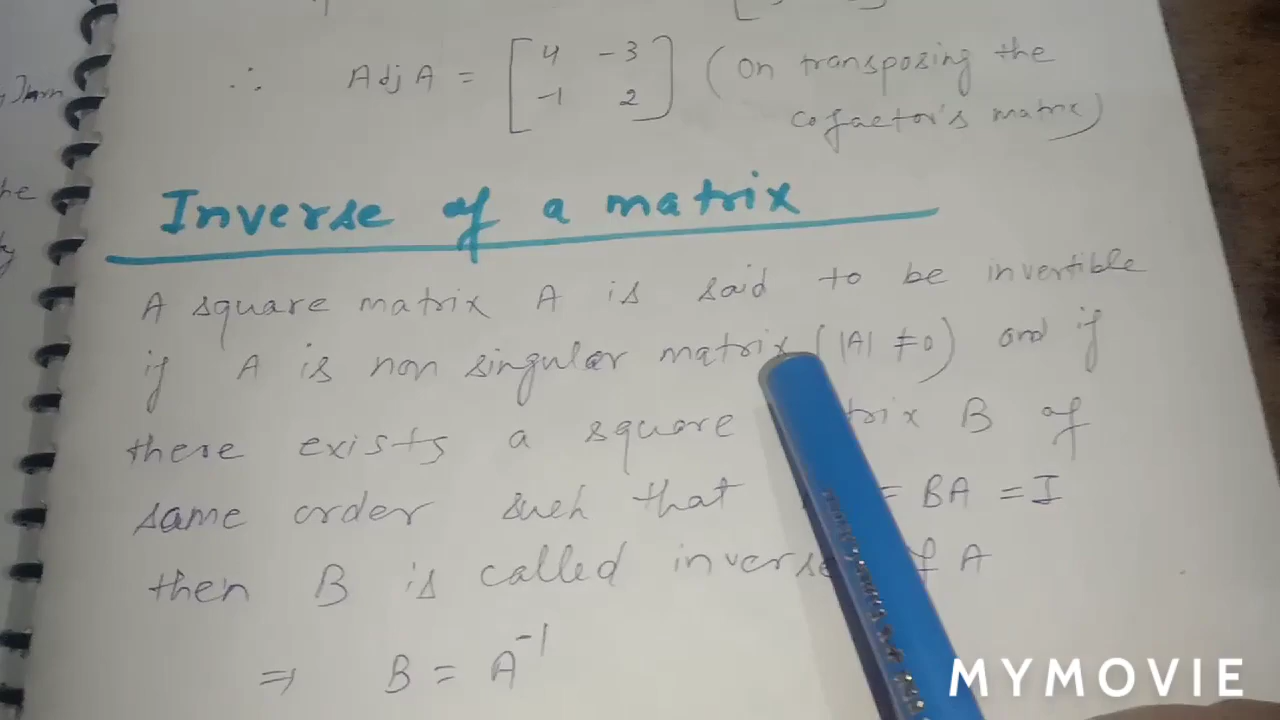 ∴ Adj A = [ 4 -3 -1 2 ] (On transposing the
cofactor's matrix)
Inverse of a matrix
A square matrix A is said to be invertible
if A is non singular matrix (|A| ≠ 0) and if
there exists a square trix B of
same order such that = BA = I
then B is called inverse f A
⇒ B = A⁻¹
he
MYMOVIE